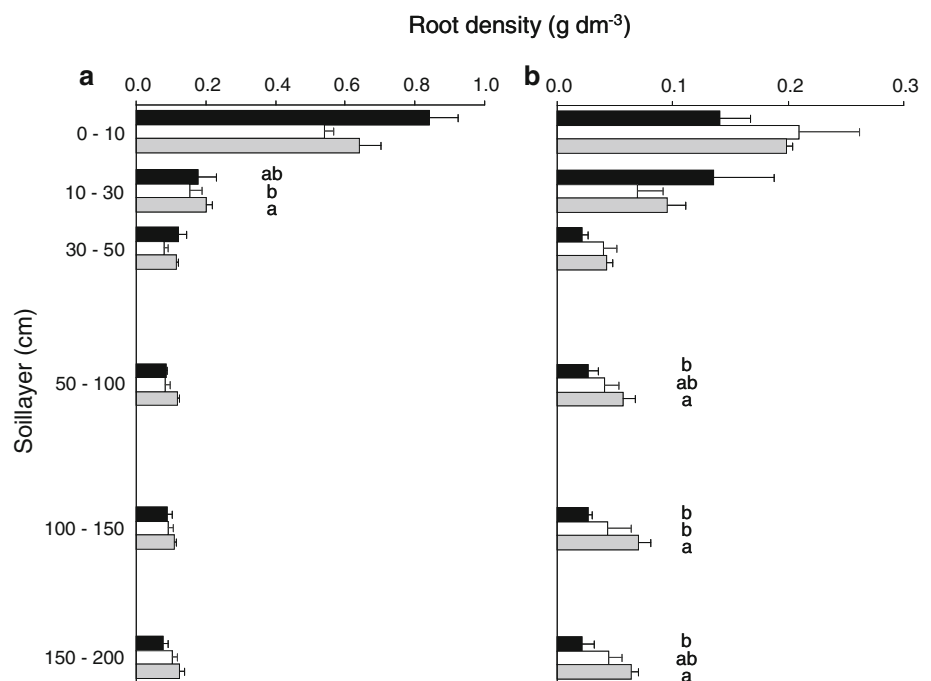 Root density (g dm-3)
a 0.0 0.2 0.4 0.6 0.8 1.0
b 0.0 0.1 0.2 0.3
0 - 10
10 - 30
ab
b
a
30 - 50
Soillayer (cm)
50 - 100
b
ab
a
100 - 150
b
b
a
150 - 200
b
ab
a